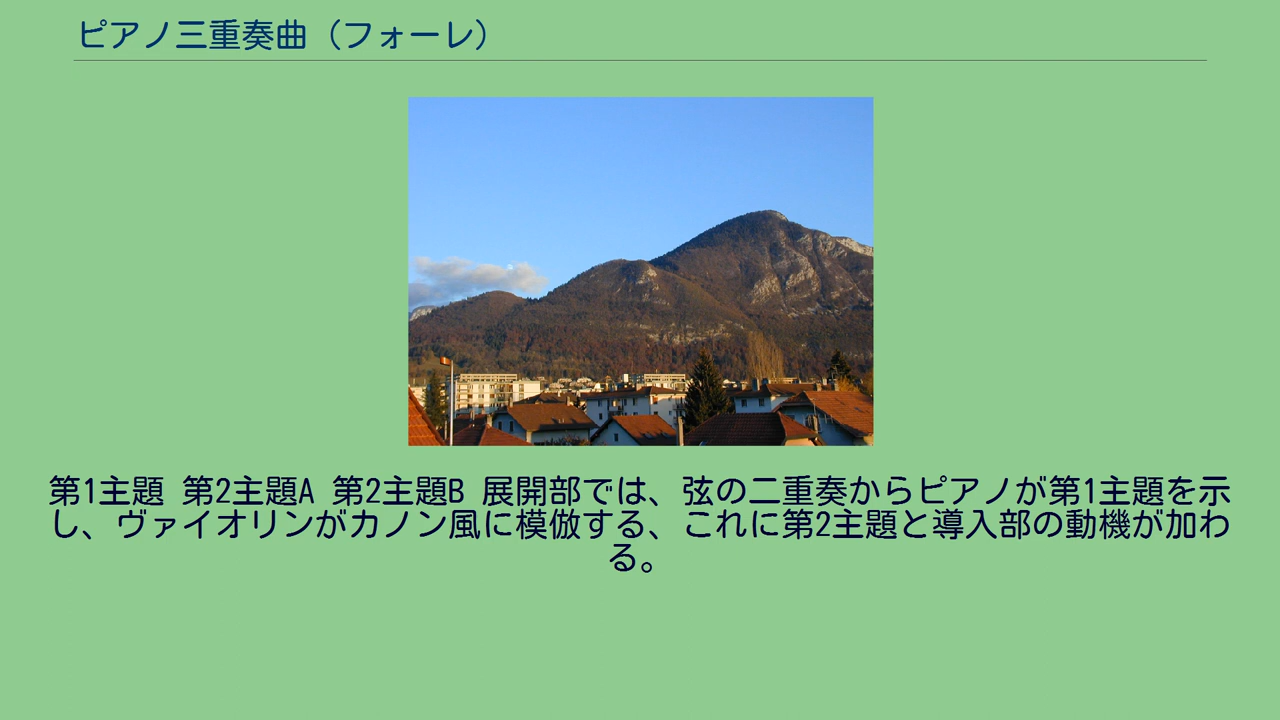 ピアノ三重奏曲（フォーレ）
第1主題 第2主題A 第2主題B 展開部では、弦の二重奏からピアノが第1主題を示
し、ヴァイオリンがカノン風に模倣する、これに第2主題と導入部の動機が加わ
る。